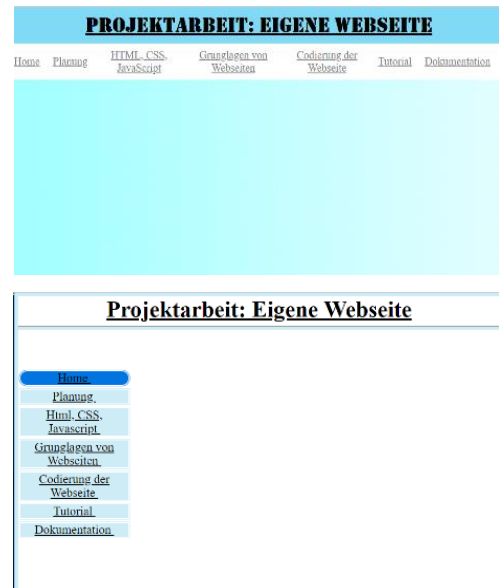 PROJEKTARBEIT: EIGENE WEBSEITE
Home Planung HTML, CSS, JavaScript Grunglagen von Webseiten Codierung der Webseite Tutorial Dokumentation
Projektarbeit: Eigene Webseite
Home
Planung
Html, CSS,
Javascript
Grunglagen von
Webseiten
Codierung der
Webseite
Tutorial
Dokumentation